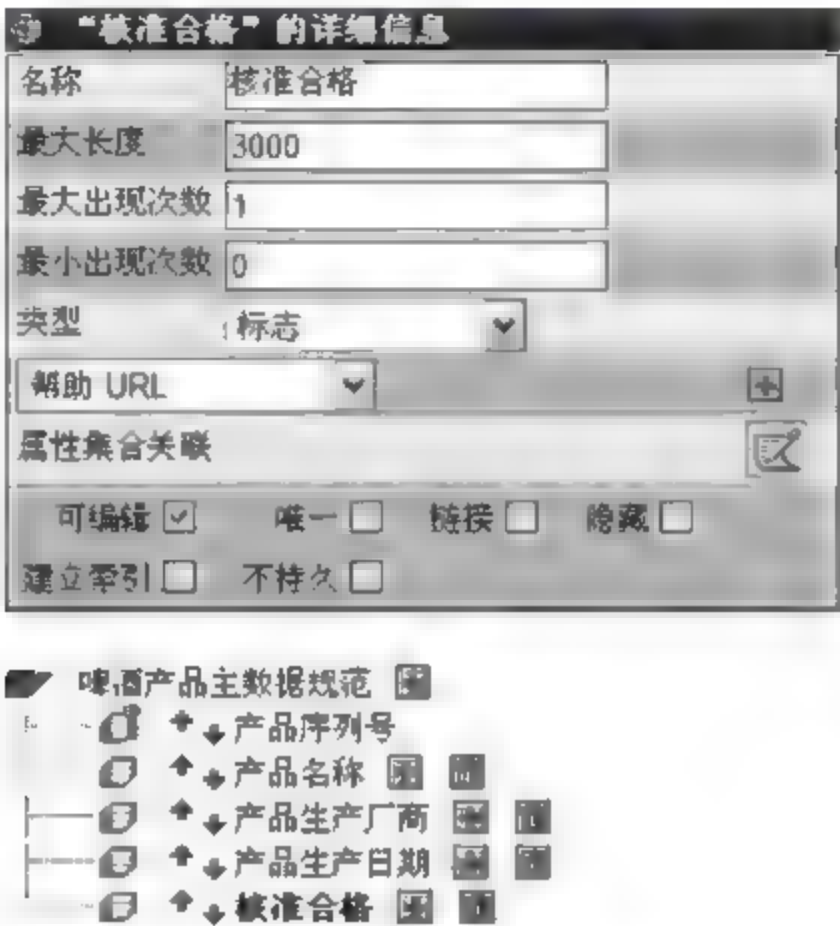 “核准合格”的详细信息
名称 核准合格
最大长度 3000
最大出现次数 1
最小出现次数 0
类型 标志
帮助 URL
属性集合关联
可编辑 唯一 链接 隐藏
建立索引 不持久
啤酒产品主数据规范
产品序列号
产品名称
产品生产厂商
产品生产日期
核准合格